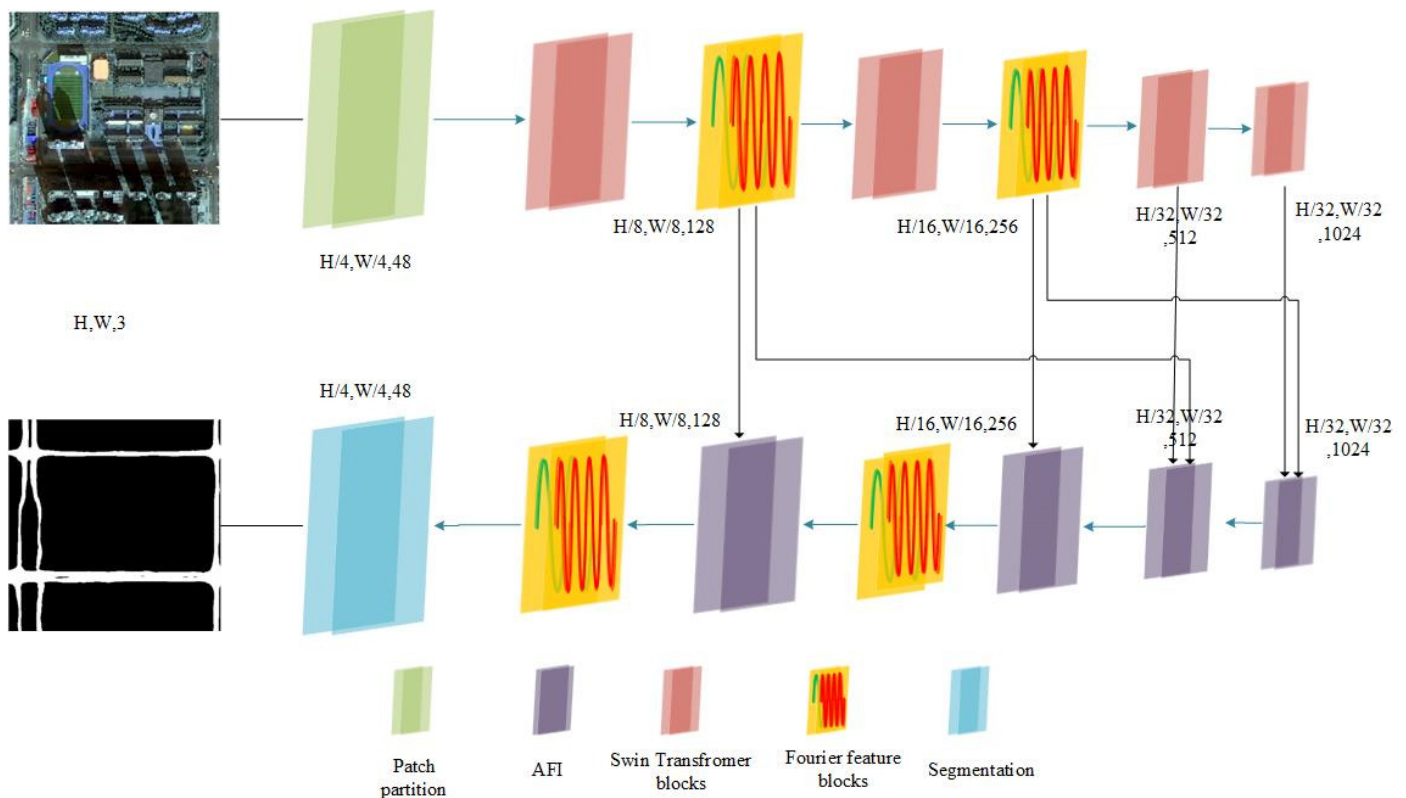 H/8,W/8,128
H/16,W/16,256
H/32,W/32
,512
H/32,W/32
,1024
H/4,W/4,48
H,W,3
H/4,W/4,48
H/8,W/8,128
H/16,W/16,256
H/32,W/32
,512
H/32,W/32
,1024
Patch
partition
AFI
Swin Transfromer
blocks
Fourier feature
blocks
Segmentation